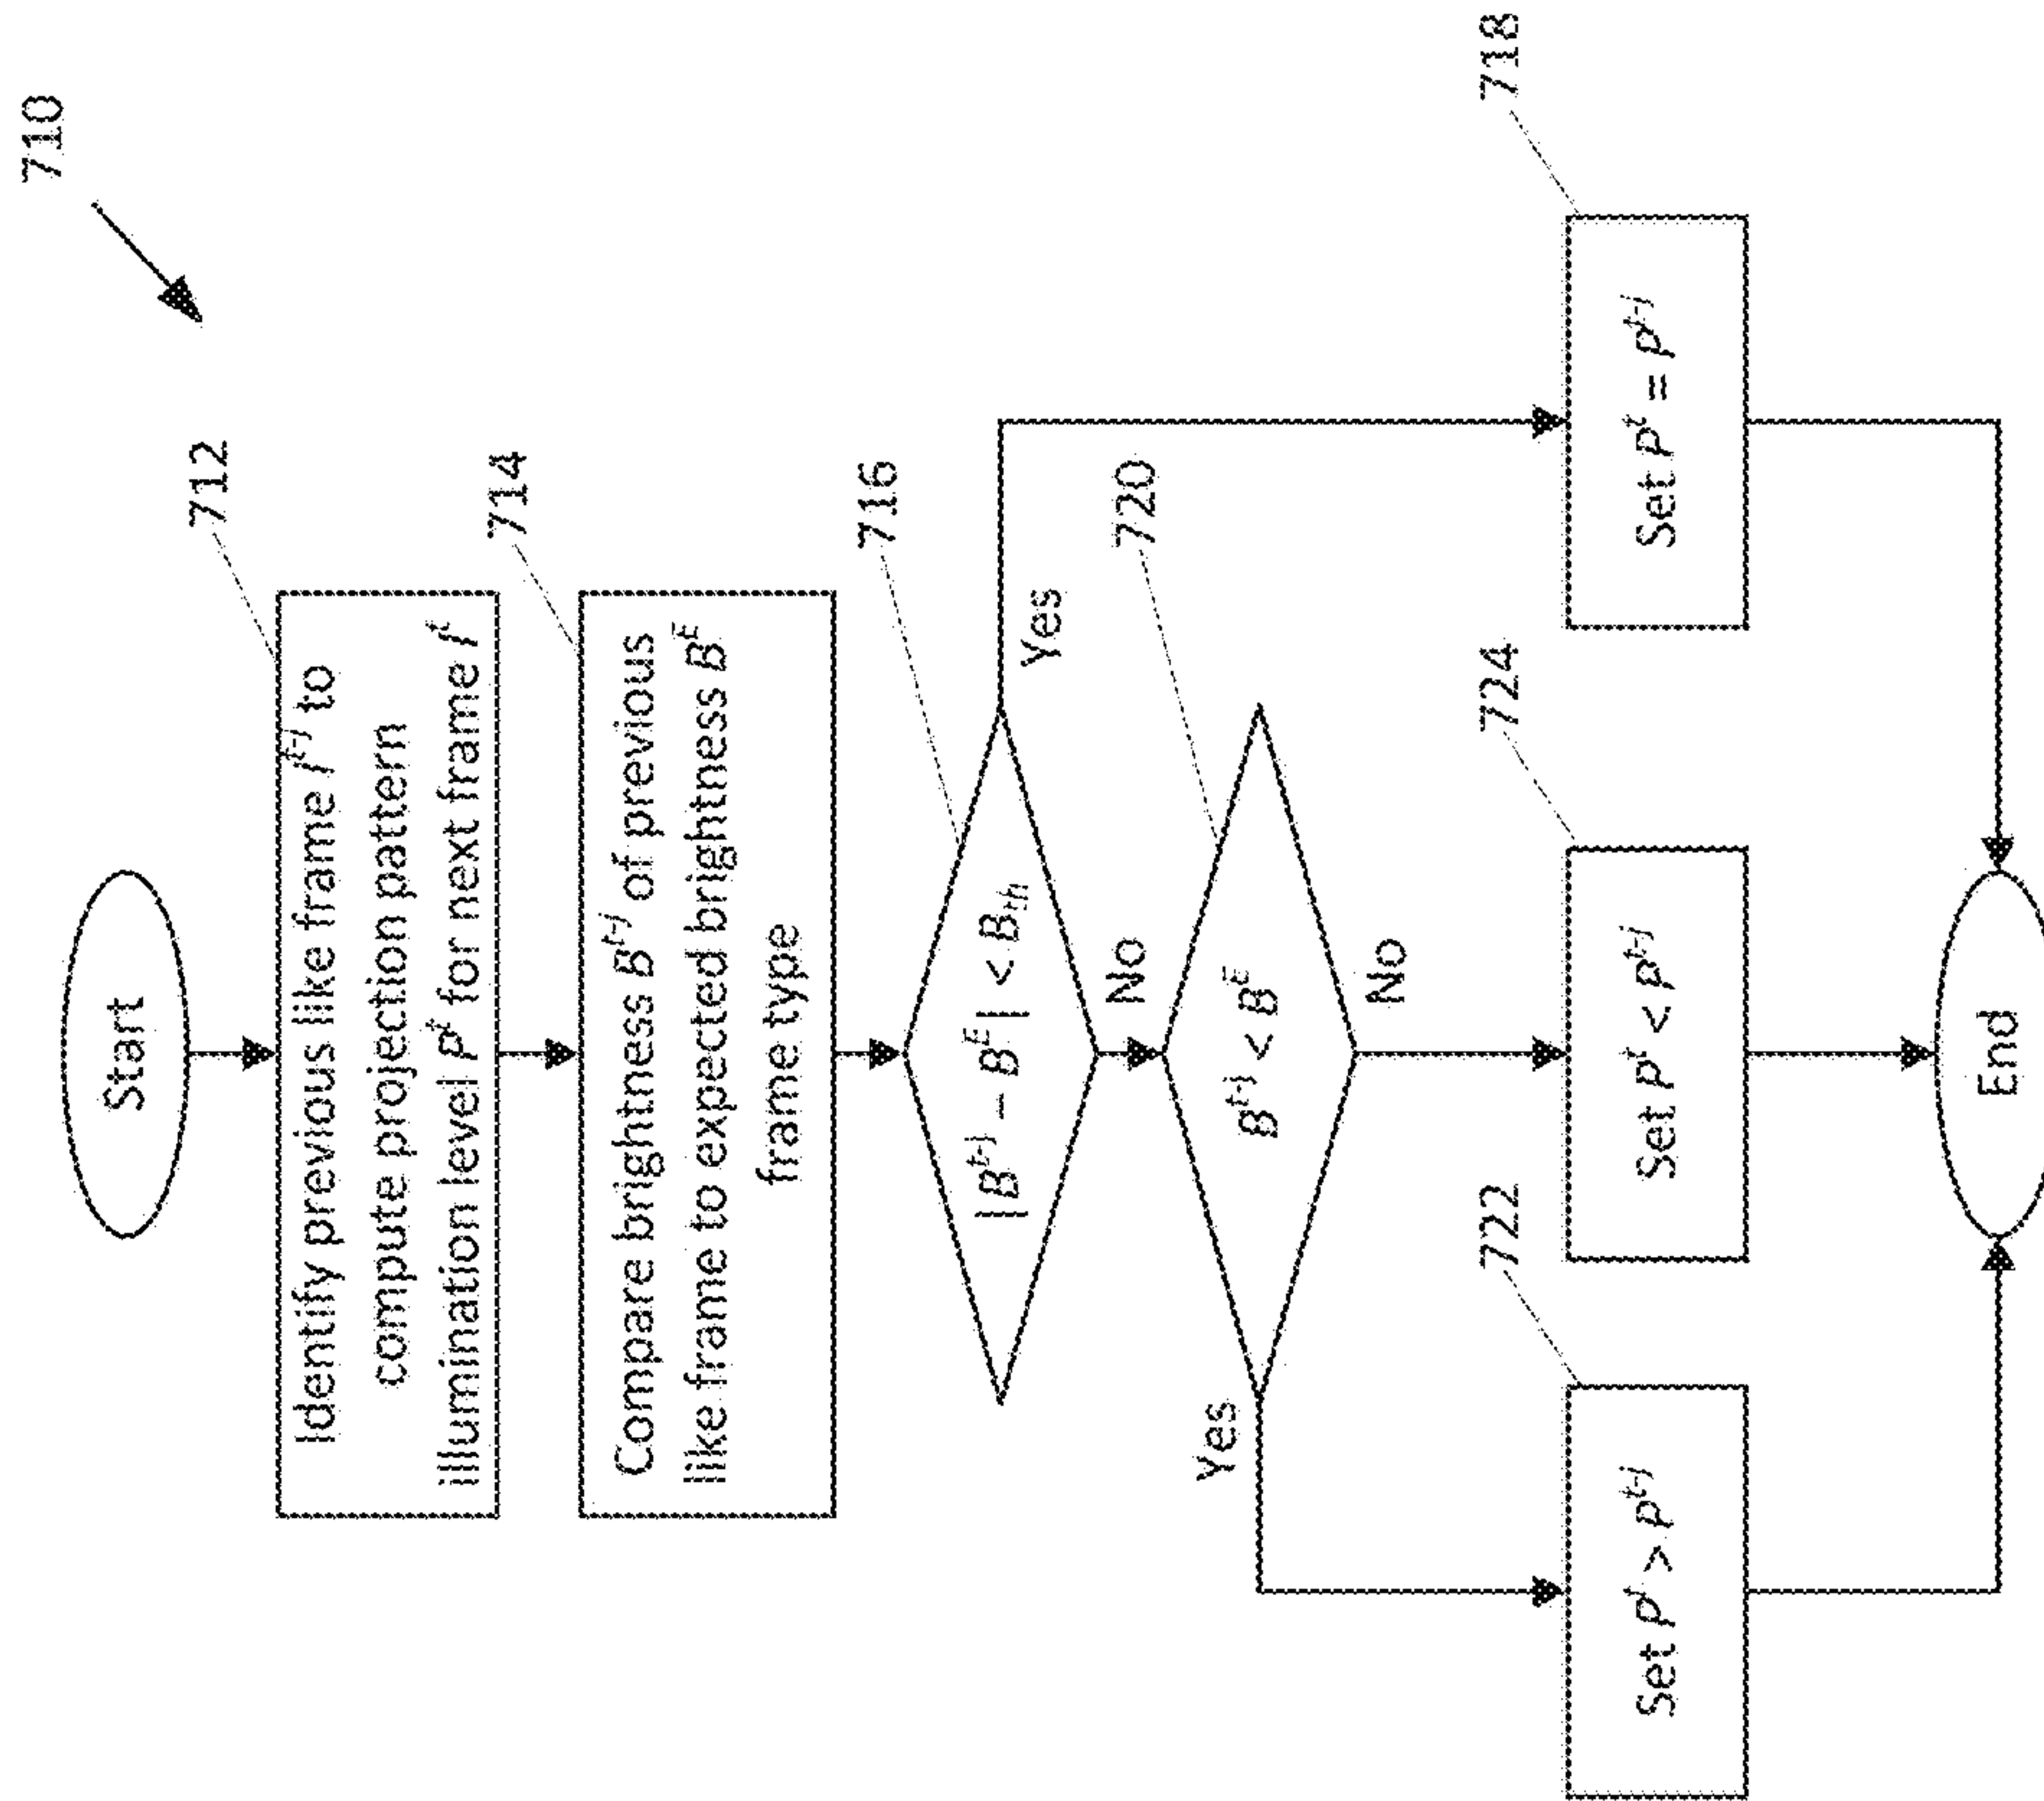 710
Start
712
Identify previous like frame I^t-j to
compute projection pattern
illumination level P^t for next frame I^t
714
Compare brightness B^t-j of previous
like frame to expected brightness B^E
frame type
716
|B^t-j – B^E| < B_th
Yes
No
720
B^t-j < B^E
Yes
No
722
Set P^t > P^t-j
724
Set P^t < P^t-j
718
Set P^t = P^t-j
End